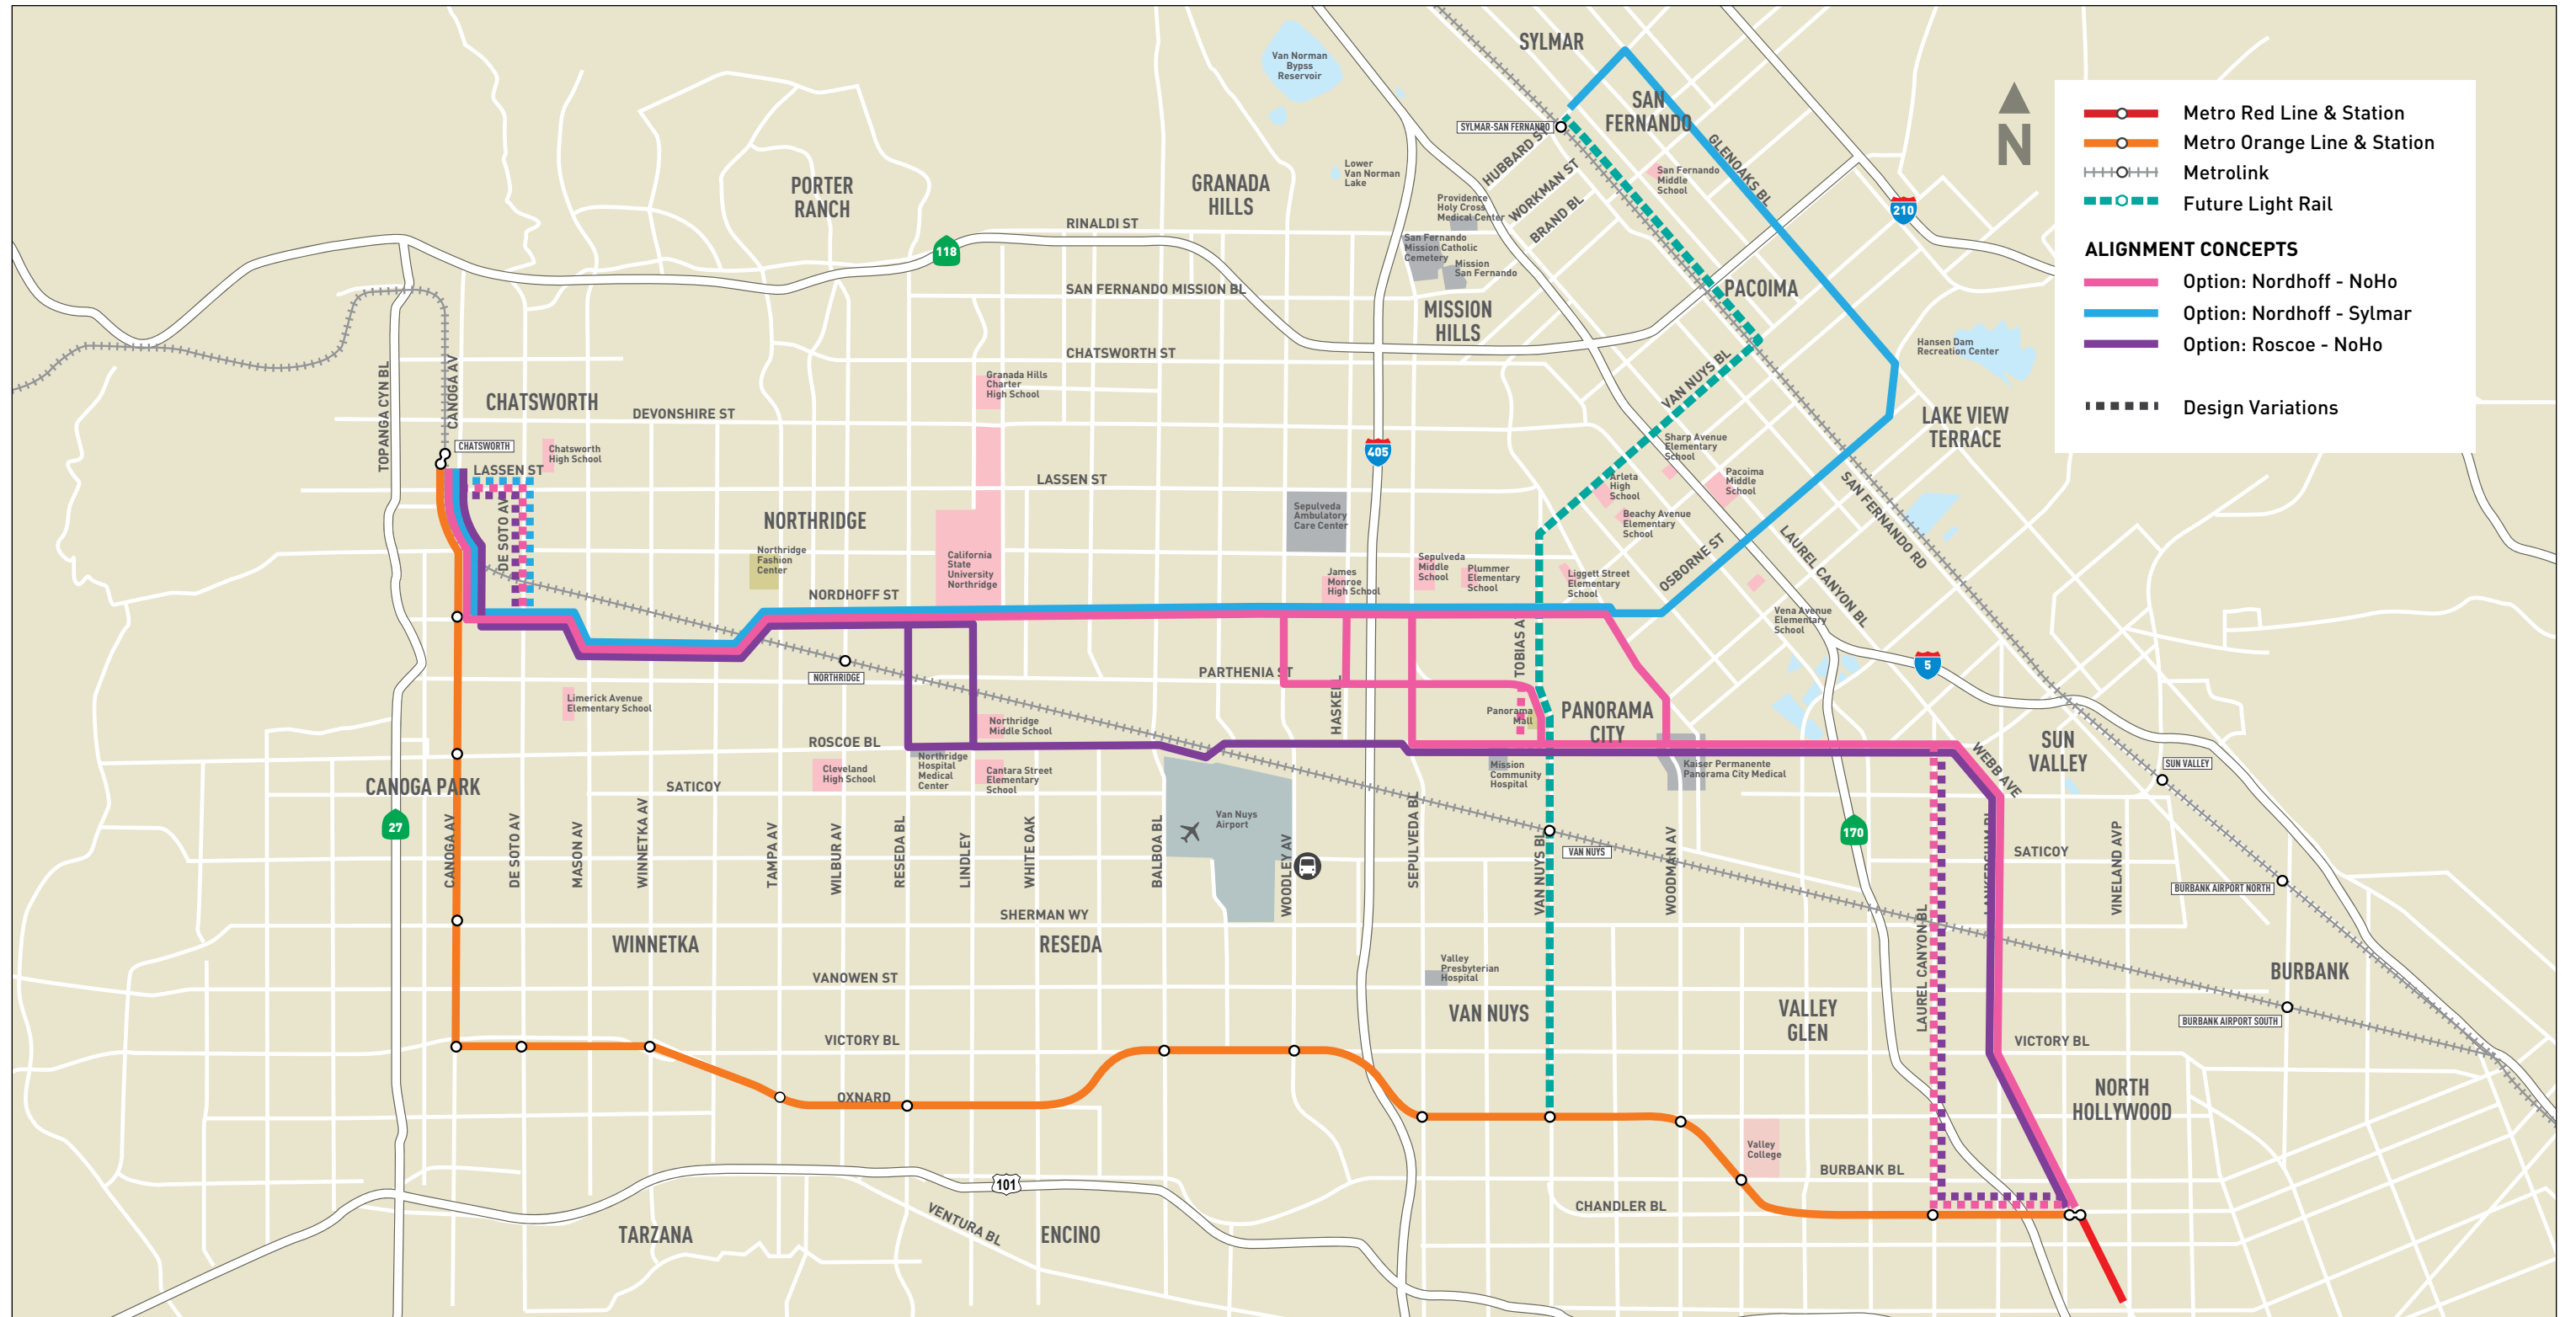 SYLMAR
Van Norman
Bypss
Reservoir
SAN
FERNANDO
SYLMAR-SAN FERNANDO
HUBBARD ST
WORKMAN ST
BRAND BL
GLENOAKS BL
San Fernando
Middle
School
Lower
Van Norman
Lake
Providence
Holy Cross
Medical Center
San Fernando
Mission Catholic
Cemetery
Mission
San Fernando
N
Metro Red Line & Station
Metro Orange Line & Station
Metrolink
Future Light Rail
ALIGNMENT CONCEPTS
Option: Nordhoff - NoHo
Option: Nordhoff - Sylmar
Option: Roscoe - NoHo
Design Variations
210
PORTER
RANCH
GRANADA
HILLS
RINALDI ST
118
SAN FERNANDO MISSION BL
MISSION
HILLS
PACOIMA
CHATSWORTH ST
Hansen Dam
Recreation Center
TOPANGA CYN BL
CANOGA AV
CHATSWORTH
DEVONSHIRE ST
Granada Hills
Charter
High School
VAN NUYS BL
LAKE VIEW
TERRACE
CHATSWORTH
Chatsworth
High School
LASSEN ST
LASSEN ST
405
Sharp Avenue
Elementary
School
Arleta
High
School
Pacoima
Middle
School
Beachy Avenue
Elementary
School
SAN FERNANDO RD
LAUREL CANYON BL
OSBORNE ST
DE SOTO AV
NORTHRIDGE
Northridge
Fashion
Center
California
State
University
Northridge
Sepulveda
Ambulatory
Care Center
James
Monroe
High School
Sepulveda
Middle
School
Plummer
Elementary
School
Liggett Street
Elementary
School
Vena Avenue
Elementary
School
NORDHOFF ST
5
NORTHRIDGE
PARTHENIA ST
HASKELL
TOBIAS A
Panorama
Mall
PANORAMA
CITY
Limerick Avenue
Elementary School
Northridge
Middle School
ROSCOE BL
Cleveland
High School
Northridge
Hospital
Medical
Center
Cantara Street
Elementary
School
Mission
Community
Hospital
Kaiser Permanente
Panorama City Medical
WEBB AVE
SUN
VALLEY
SUN VALLEY
CANOGA PARK
SATICOY
27
Van Nuys
Airport
170
CANOGA AV
DE SOTO AV
MASON AV
WINNETKA AV
TAMPA AV
WILBUR AV
RESEDA BL
LINDLEY
WHITE OAK
BALBOA BL
WOODLEY AV
SEPULVEDA BL
VAN NUYS BL
VAN NUYS
WOODMAN AV
LAUREL CANYON BL
LANKERSHIM BL
SATICOY
VINELAND AVP
BURBANK AIRPORT NORTH
SHERMAN WY
WINNETKA
RESEDA
VANOWEN ST
Valley
Presbyterian
Hospital
BURBANK
BURBANK AIRPORT SOUTH
VAN NUYS
VALLEY
GLEN
VICTORY BL
VICTORY BL
OXNARD
NORTH
HOLLYWOOD
Valley
College
BURBANK BL
101
CHANDLER BL
VENTURA BL
TARZANA
ENCINO